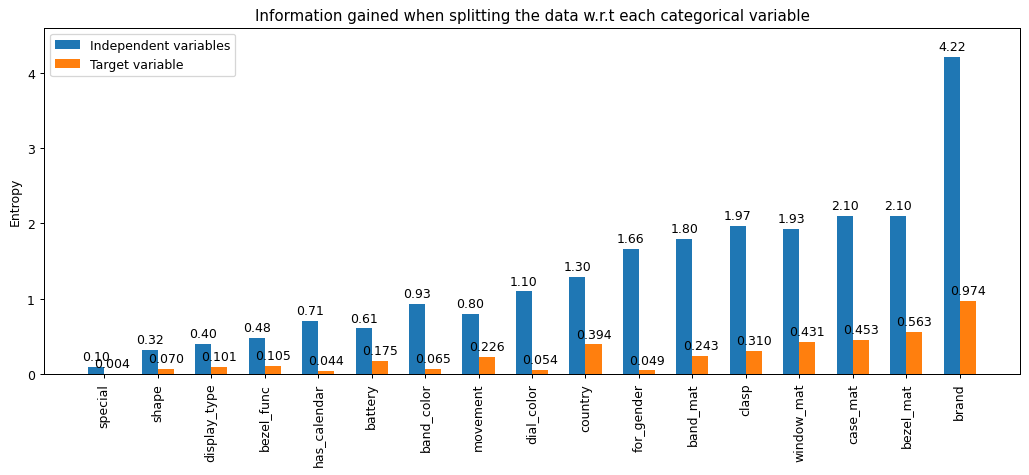 Information gained when splitting the data w.r.t each categorical variable
Independent variables
Target variable
Entropy
4
3
2
1
0
0.10
0.004
0.32
0.070
0.40
0.101
0.48
0.105
0.71
0.044
0.61
0.175
0.93
0.065
0.80
0.226
1.10
0.054
1.30
0.394
1.66
0.049
1.80
0.243
1.97
0.310
1.93
0.431
2.10
0.453
2.10
0.563
4.22
0.974
special
shape
display_type
bezel_func
has_calendar
battery
band_color
movement
dial_color
country
for_gender
band_mat
clasp
window_mat
case_mat
bezel_mat
brand